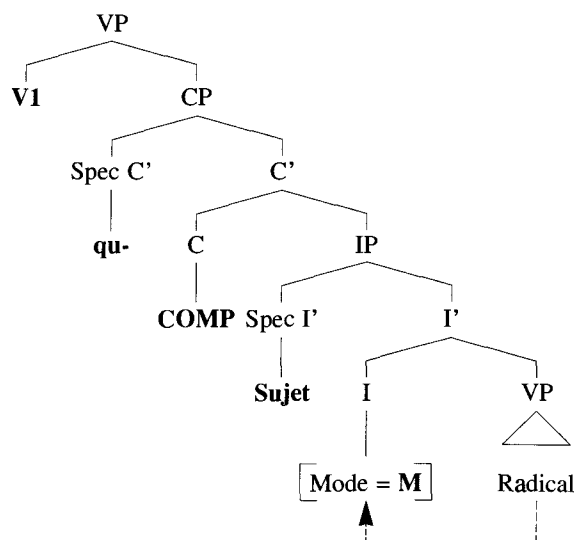 VP
V1 CP
Spec C' C'
qu- C IP
COMP Spec I' I'
Sujet I VP
[Mode = M] Radical